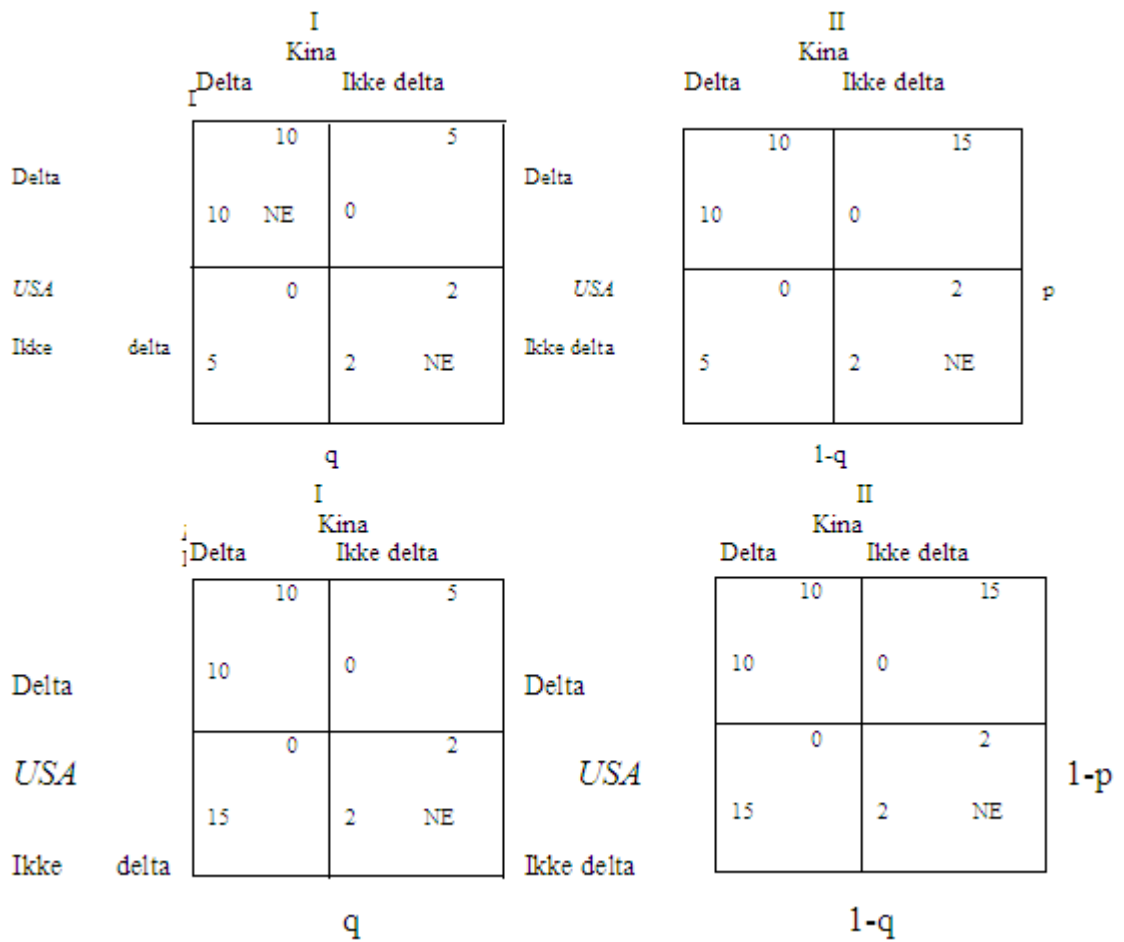 I II
Kina Kina
Delta Ikke delta Delta Ikke delta
10 5 10 15
Delta Delta
10 NE 0 10 0
USA 0 2 USA 0 2 p
Ikke delta Ikke delta
5 2 NE 5 2 NE
q 1-q
I II
Kina Kina
Delta Ikke delta Delta Ikke delta
10 5 10 15
10 0 10 0
Delta Delta
0 2 0 2
USA USA 1-p
15 2 NE 15 2 NE
Ikke delta Ikke delta
q 1-q